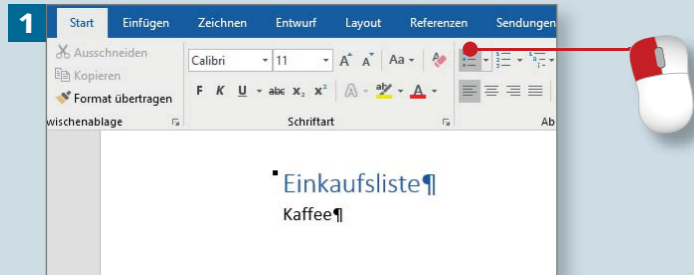 1
Start Einfügen Zeichnen Entwurf Layout Referenzen Sendungen
Ausschneiden
Kopieren
Format übertragen
Calibri 11 A A Aa
F K U abc X₂ X² A aby A
wischenablage Schriftart Ab
Einkaufsliste¶
Kaffee¶